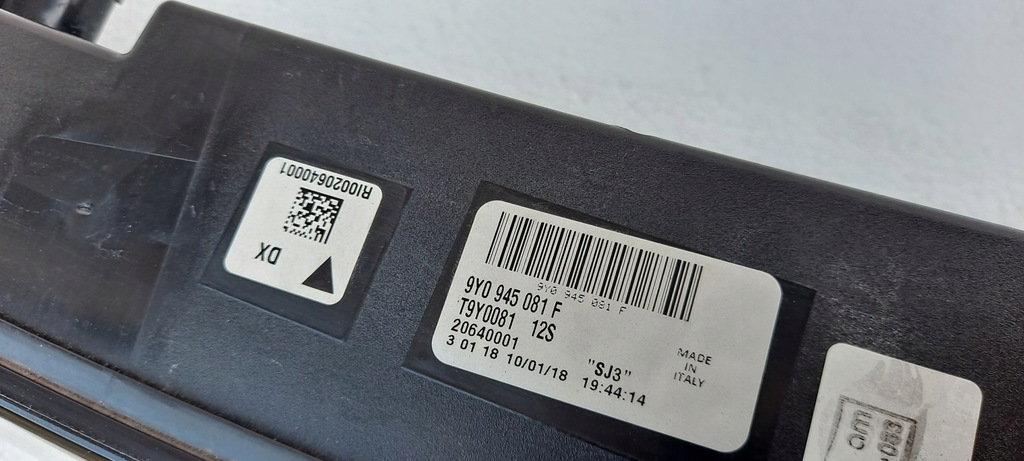 RI0020640001
DX
9Y0 945 081 F
9Y0 945 081 F
T9Y0081 12S
20640001
3 01 18 10/01/18 19:44:14
"SJ3"
MADE
IN
ITALY